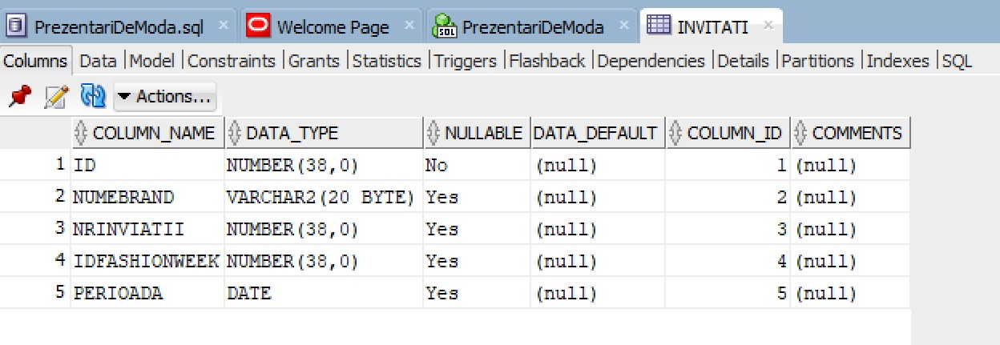 PrezentariDeModa.sql Welcome Page PrezentariDeModa INVITATI
Columns Data Model Constraints Grants Statistics Triggers Flashback Dependencies Details Partitions Indexes SQL
Actions...
COLUMN_NAME DATA_TYPE NULLABLE DATA_DEFAULT COLUMN_ID COMMENTS
1 ID NUMBER(38,0) No (null) 1 (null)
2 NUMEBRAND VARCHAR2(20 BYTE) Yes (null) 2 (null)
3 NRINVIATII NUMBER(38,0) Yes (null) 3 (null)
4 IDFASHIONWEEK NUMBER(38,0) Yes (null) 4 (null)
5 PERIOADA DATE Yes (null) 5 (null)